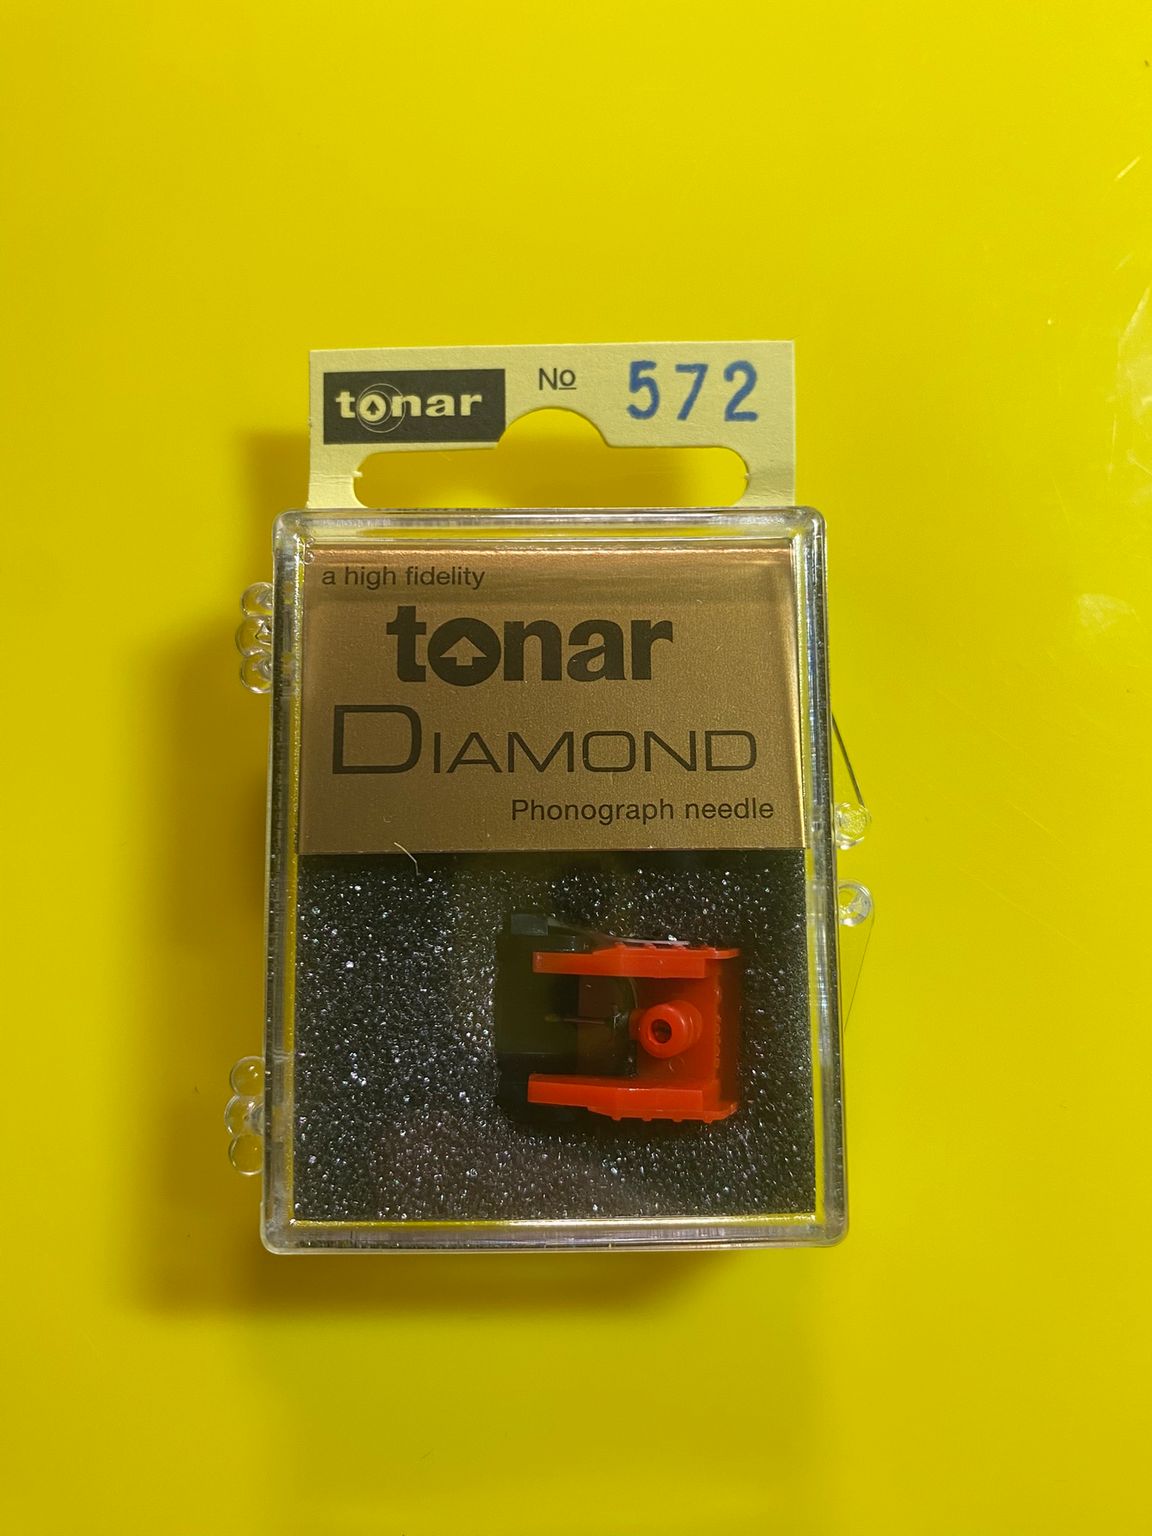 tonar No 572
a high fidelity
tonar
DIAMOND
Phonograph needle